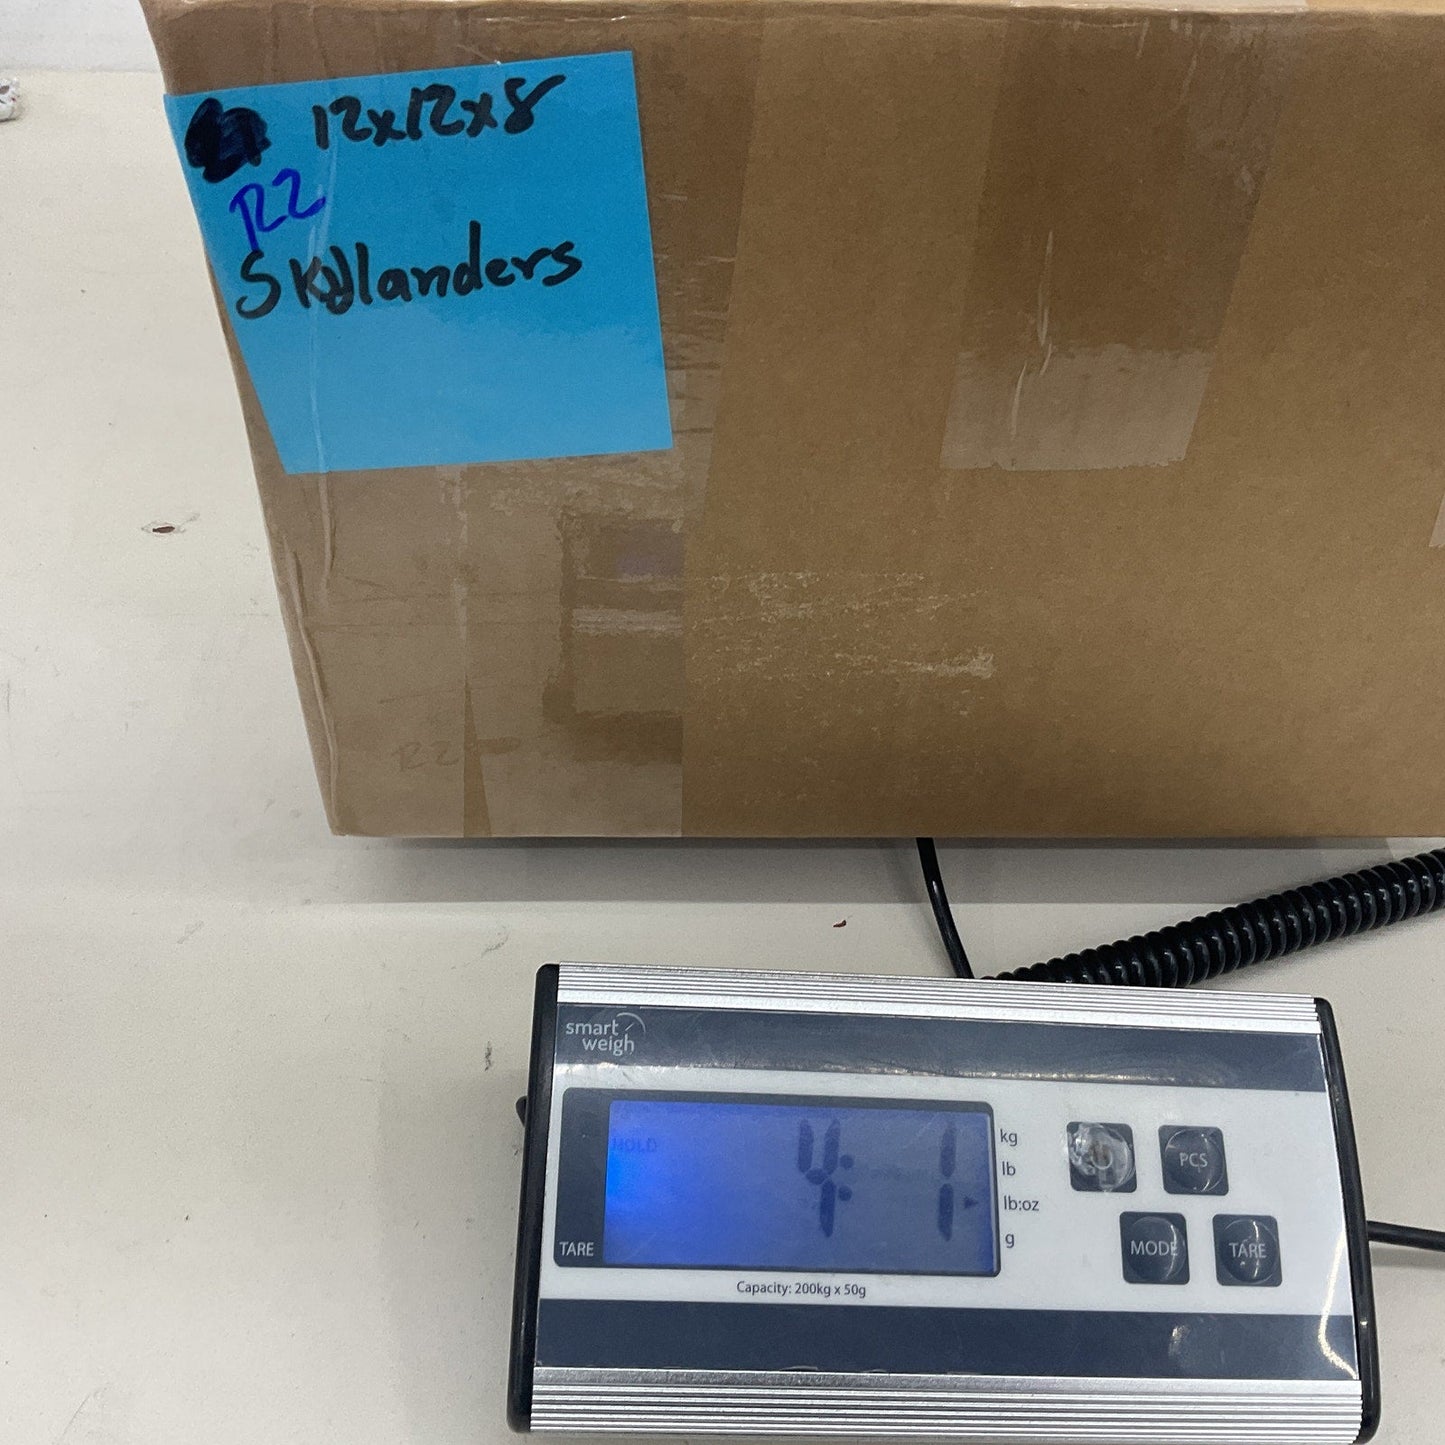 12x12x8
R2
Skylanders
R2
smart
weigh
HOLD
4: 1
kg
lb
lb:oz
g
TARE
PCS
MODE
TARE
Capacity: 200kg x 50g